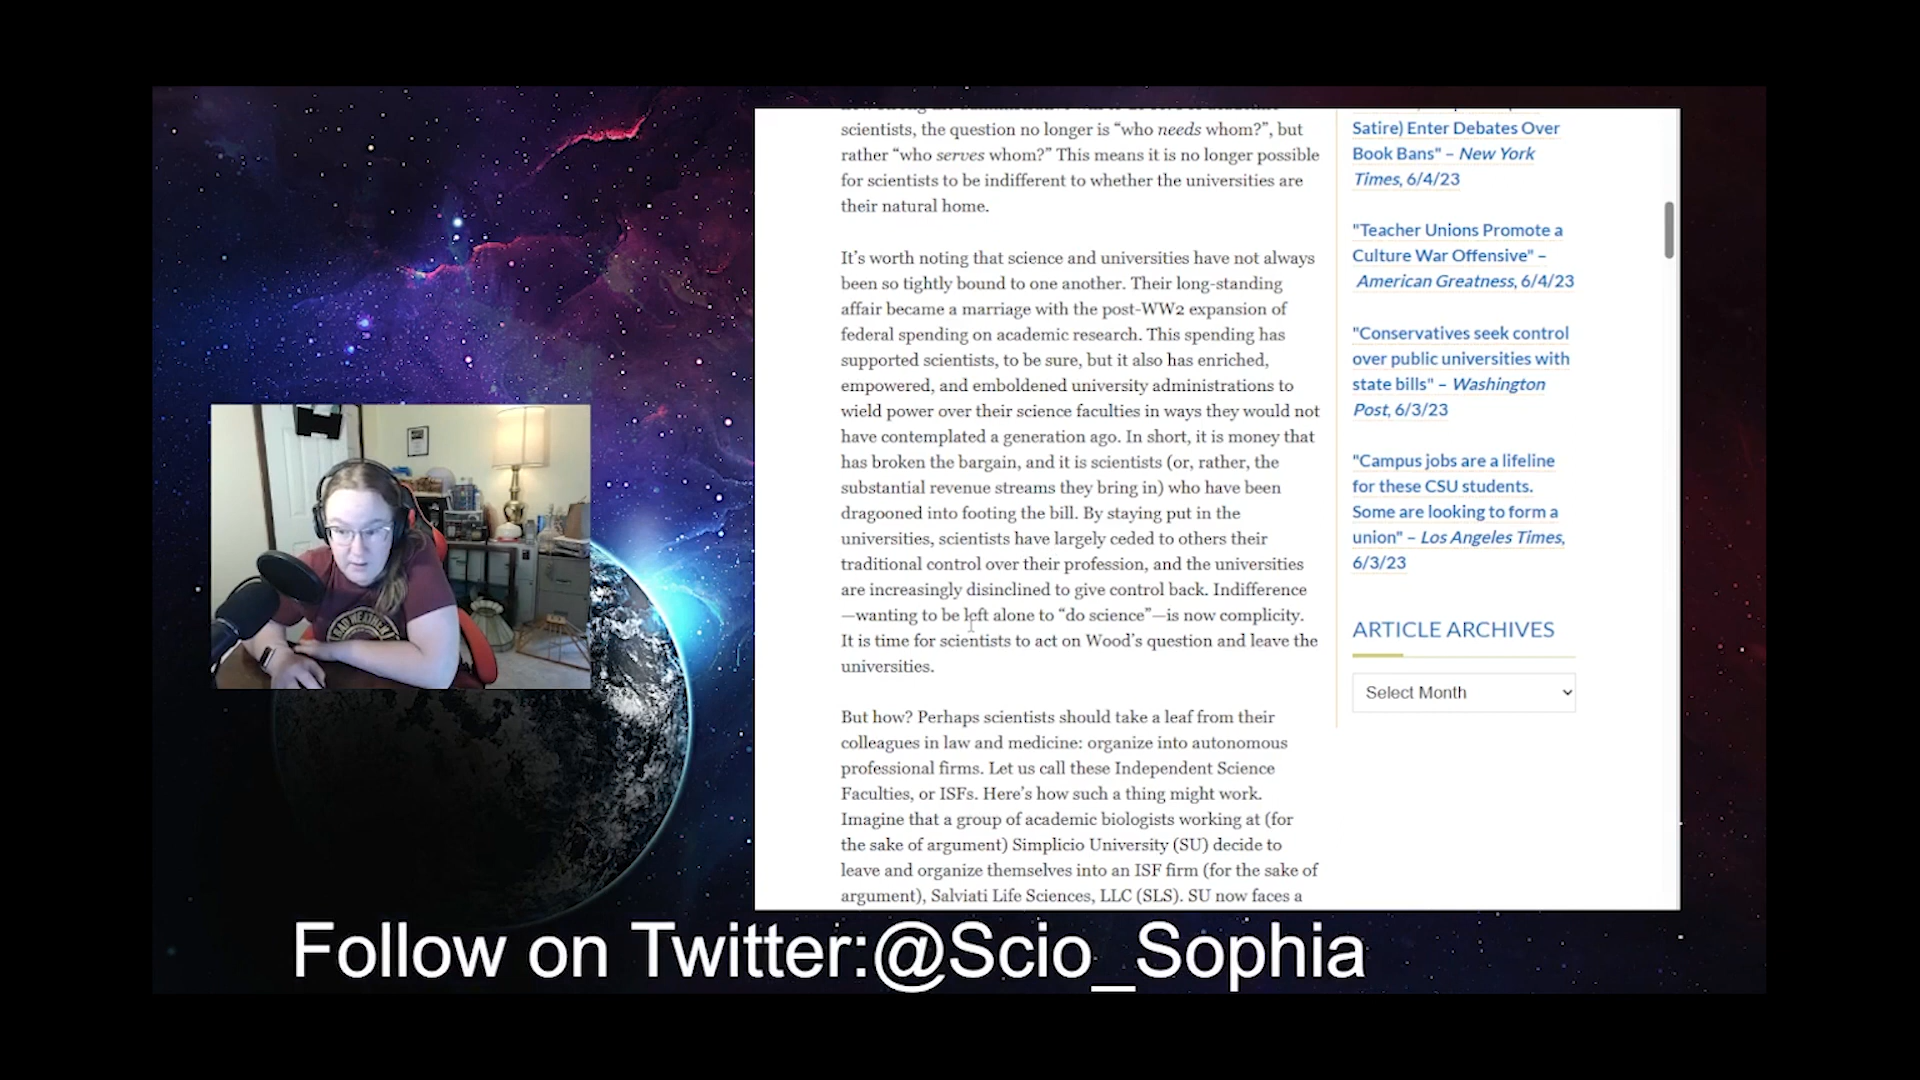 scientists, the question no longer is “who needs whom?”, but
rather “who serves whom?” This means it is no longer possible
for scientists to be indifferent to whether the universities are
their natural home.
It’s worth noting that science and universities have not always
been so tightly bound to one another. Their long-standing
affair became a marriage with the post-WW2 expansion of
federal spending on academic research. This spending has
supported scientists, to be sure, but it also has enriched,
empowered, and emboldened university administrations to
wield power over their science faculties in ways they would not
have contemplated a generation ago. In short, it is money that
has broken the bargain, and it is scientists (or, rather, the
substantial revenue streams they bring in) who have been
dragooned into footing the bill. By staying put in the
universities, scientists have largely ceded to others their
traditional control over their profession, and the universities
are increasingly disinclined to give control back. Indifference
—wanting to be left alone to “do science”—is now complicity.
It is time for scientists to act on Wood’s question and leave the
universities.
But how? Perhaps scientists should take a leaf from their
colleagues in law and medicine: organize into autonomous
professional firms. Let us call these Independent Science
Faculties, or ISFs. Here’s how such a thing might work.
Imagine that a group of academic biologists working at (for
the sake of argument) Simplicio University (SU) decide to
leave and organize themselves into an ISF firm (for the sake of
argument), Salviati Life Sciences, LLC (SLS). SU now faces a
Satire) Enter Debates Over
Book Bans" – New York
Times, 6/4/23
"Teacher Unions Promote a
Culture War Offensive" –
American Greatness, 6/4/23
"Conservatives seek control
over public universities with
state bills" – Washington
Post, 6/3/23
"Campus jobs are a lifeline
for these CSU students.
Some are looking to form a
union" – Los Angeles Times,
6/3/23
ARTICLE ARCHIVES
Select Month
BAD WEATHER
Follow on Twitter:@Scio_Sophia